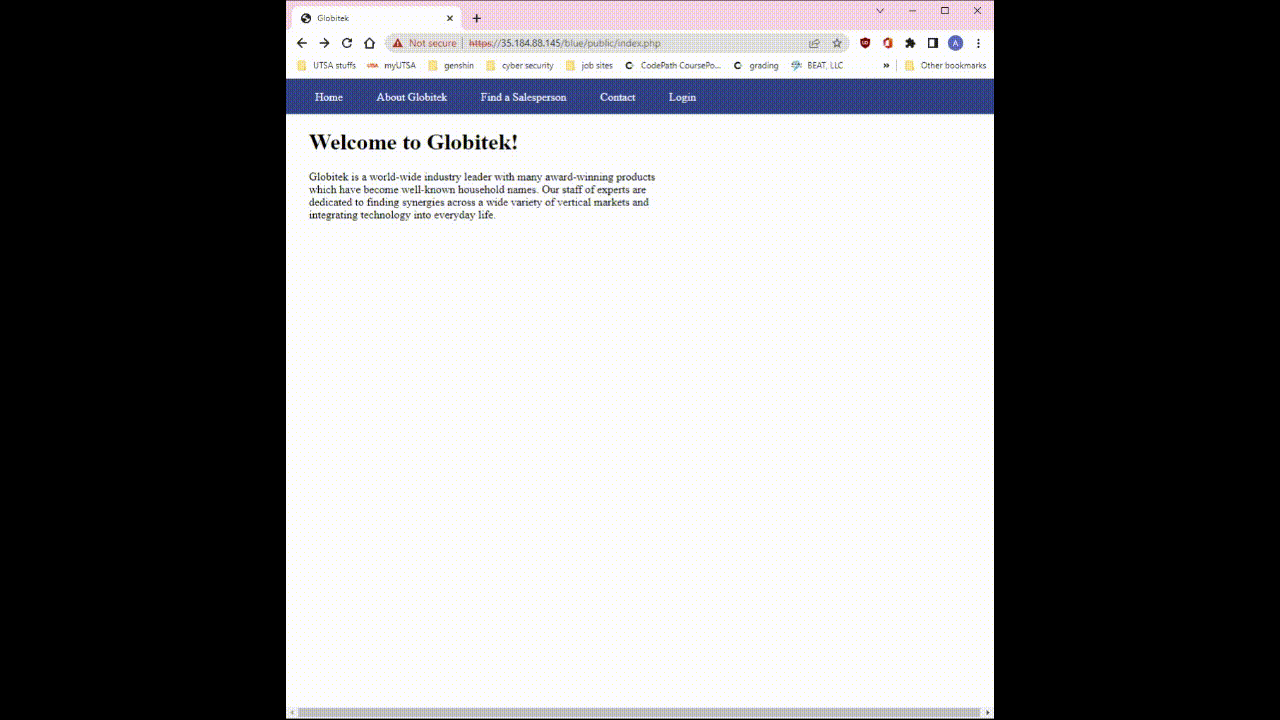 Globitek
Not secure https://35.184.88.145/blue/public/index.php
A
UTSA stuffs UTSA myUTSA genshin cyber security job sites CodePath CoursePo... grading BEAT, LLC » Other bookmarks
Home About Globitek Find a Salesperson Contact Login
Welcome to Globitek!
Globitek is a world-wide industry leader with many award-winning products
which have become well-known household names. Our staff of experts are
dedicated to finding synergies across a wide variety of vertical markets and
integrating technology into everyday life.